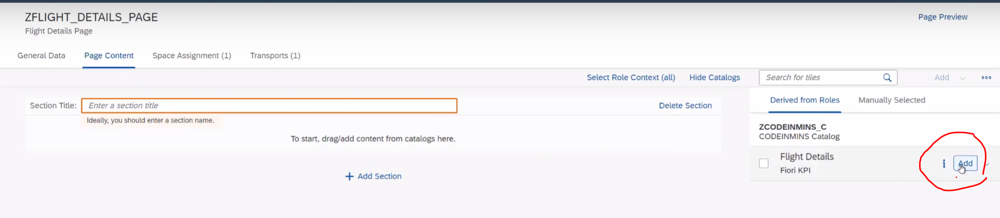 ZFLIGHT_DETAILS_PAGE
Page Preview
Flight Details Page
General Data
Page Content
Space Assignment (1)
Transports (1)
Select Role Context (all)
Hide Catalogs
Search for tiles
Add
Section Title:
Enter a section title
Delete Section
Ideally, you should enter a section name.
To start, drag/add content from catalogs here.
Add Section
Derived from Roles
Manually Selected
ZCODEINMINS_C
CODEINMINS Catalog
Flight Details
Fiori KPI
i
Add